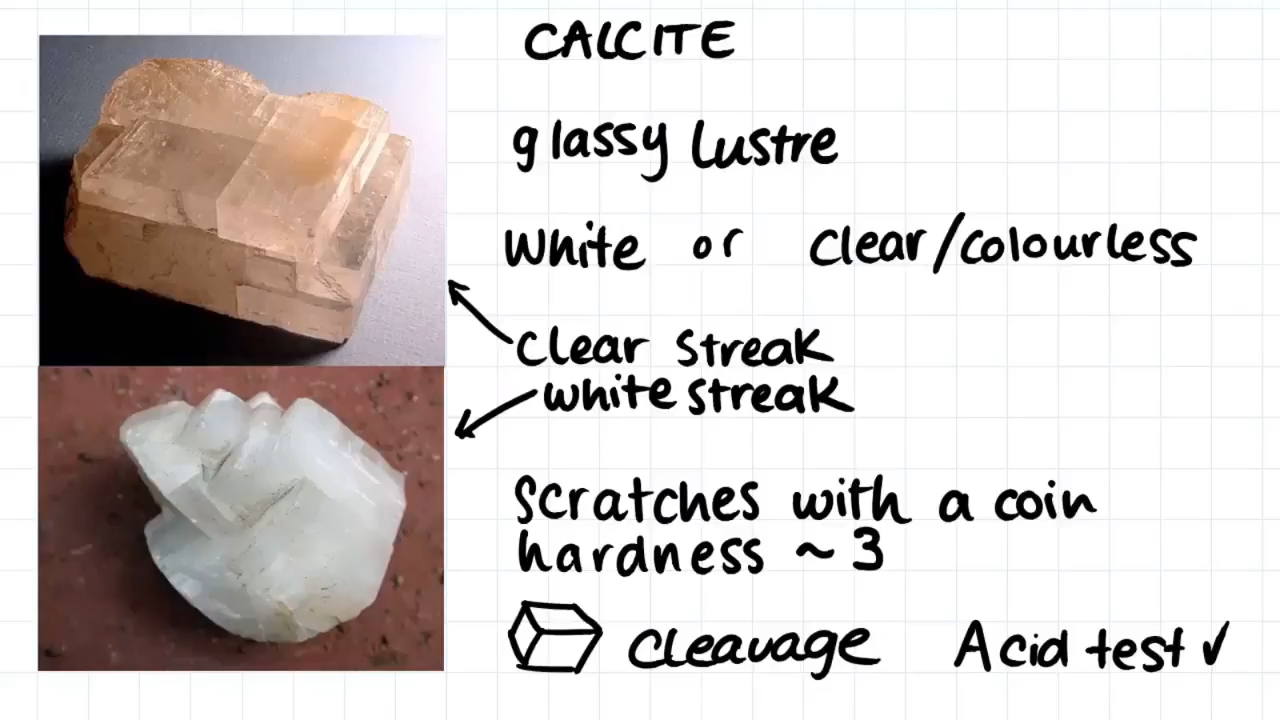 CALCITE
glassy lustre
white or clear/colourless
clear streak
white streak
scratches with a coin
hardness ~ 3
cleavage Acid test ✓